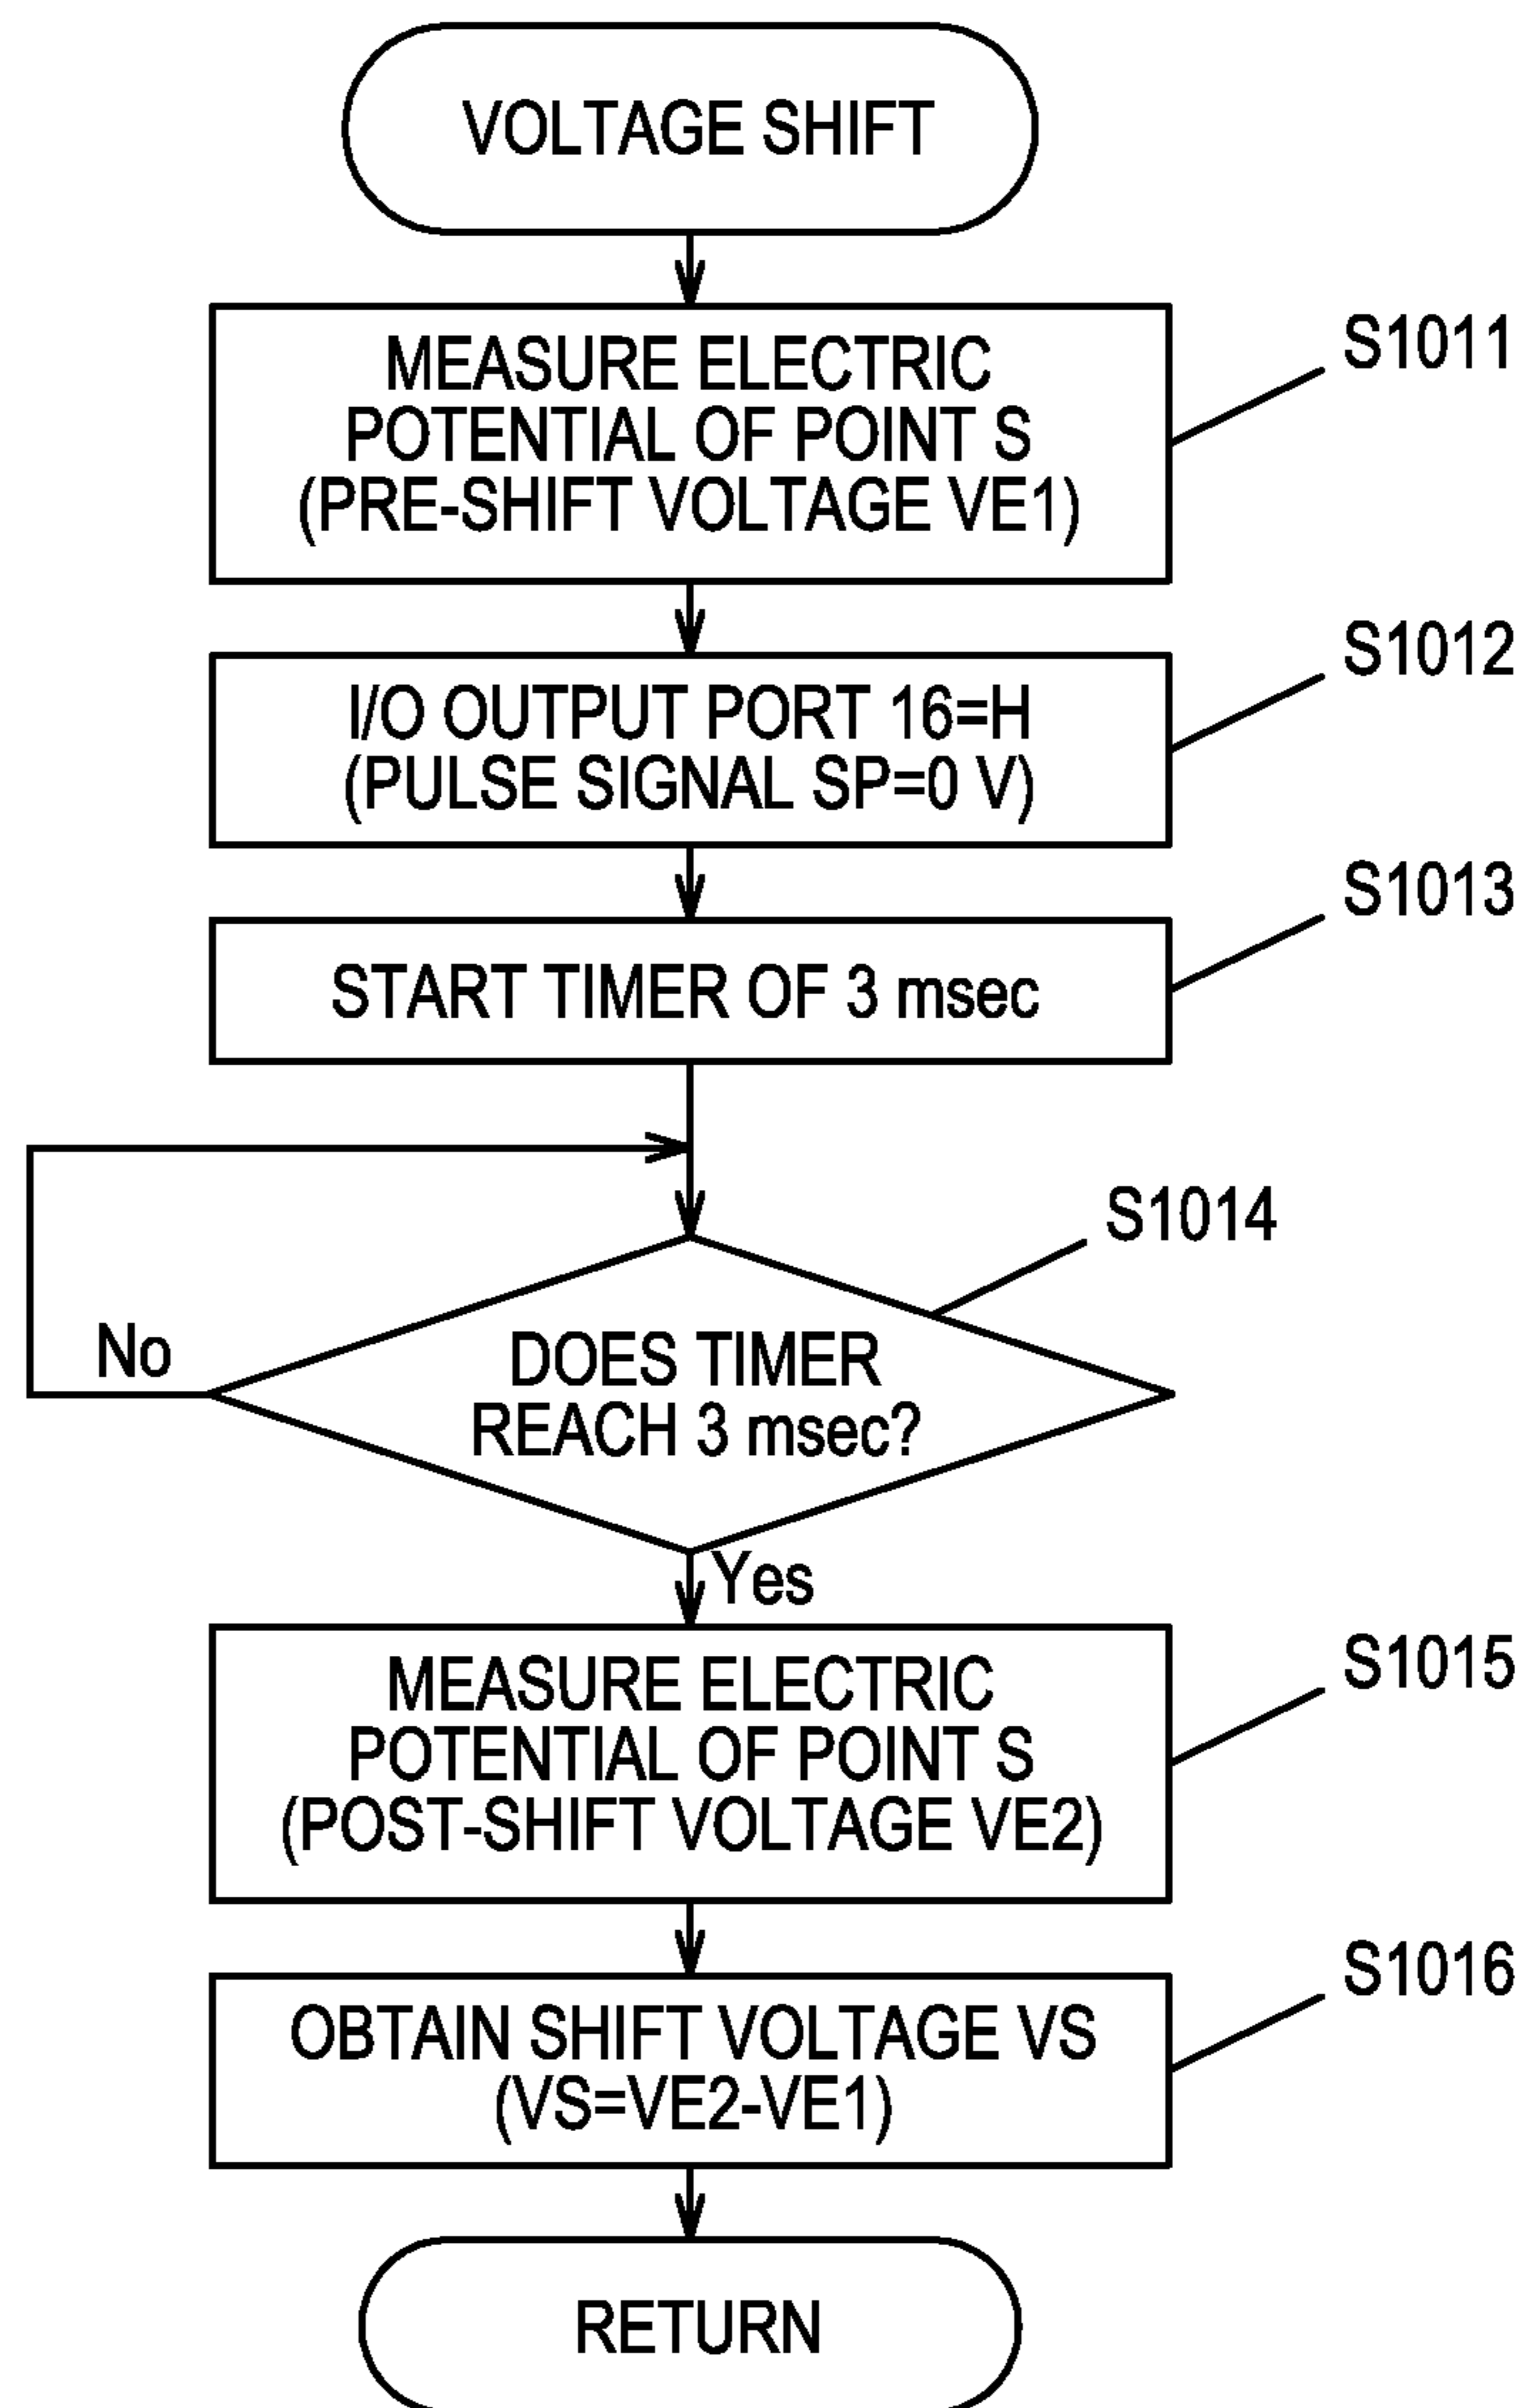 VOLTAGE SHIFT
MEASURE ELECTRIC
POTENTIAL OF POINT S
(PRE-SHIFT VOLTAGE VE1)
S1011
I/O OUTPUT PORT 16=H
(PULSE SIGNAL SP=0 V)
S1012
START TIMER OF 3 msec
S1013
DOES TIMER
REACH 3 msec?
S1014
No
Yes
MEASURE ELECTRIC
POTENTIAL OF POINT S
(POST-SHIFT VOLTAGE VE2)
S1015
OBTAIN SHIFT VOLTAGE VS
(VS=VE2-VE1)
S1016
RETURN